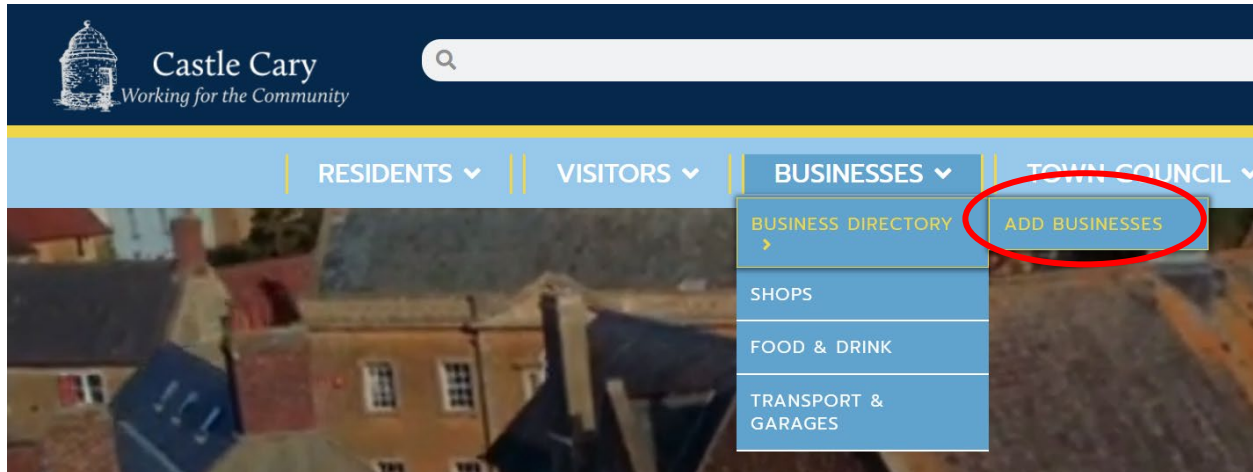 Castle Cary
Working for the Community
RESIDENTS
VISITORS
BUSINESSES
TOWN COUNCIL
BUSINESS DIRECTORY
ADD BUSINESSES
SHOPS
FOOD & DRINK
TRANSPORT &
GARAGES